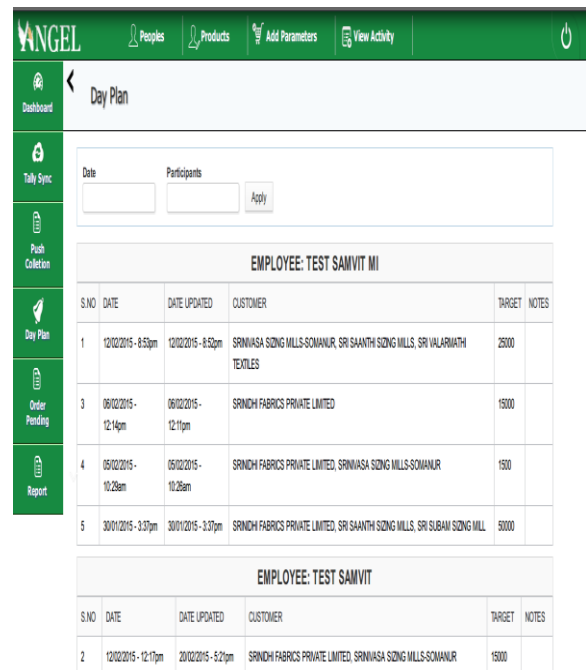 ANGEL
Peoples
Products
Add Parameters
View Activity
Dashboard
Day Plan
Tally Sync
Push
Colletion
Day Plan
Order
Pending
Report
Date Participants
Apply
EMPLOYEE: TEST SAMVIT MI
S.NO DATE DATE UPDATED CUSTOMER TARGET NOTES
1 12/02/2015 - 8:53pm 12/02/2015 - 8:52pm SRINIVASA SIZING MILLS-SOMANUR, SRI SAANTHI SIZING MILLS, SRI VALARMATHI 25000
TEXTILES
3 06/02/2015 - 06/02/2015 - SRINIDHI FABRICS PRIVATE LIMITED 15000
12:14pm 12:11pm
4 05/02/2015 - 05/02/2015 - SRINIDHI FABRICS PRIVATE LIMITED, SRINIVASA SIZING MILLS-SOMANUR 1500
10:29am 10:26am
5 30/01/2015 - 3:37pm 30/01/2015 - 3:37pm SRINIDHI FABRICS PRIVATE LIMITED, SRI SAANTHI SIZING MILLS, SRI SUBAM SIZING MILL 50000
EMPLOYEE: TEST SAMVIT
S.NO DATE DATE UPDATED CUSTOMER TARGET NOTES
2 12/02/2015 - 12:17pm 20/02/2015 - 5:21pm SRINIDHI FABRICS PRIVATE LIMITED, SRINIVASA SIZING MILLS-SOMANUR 15000